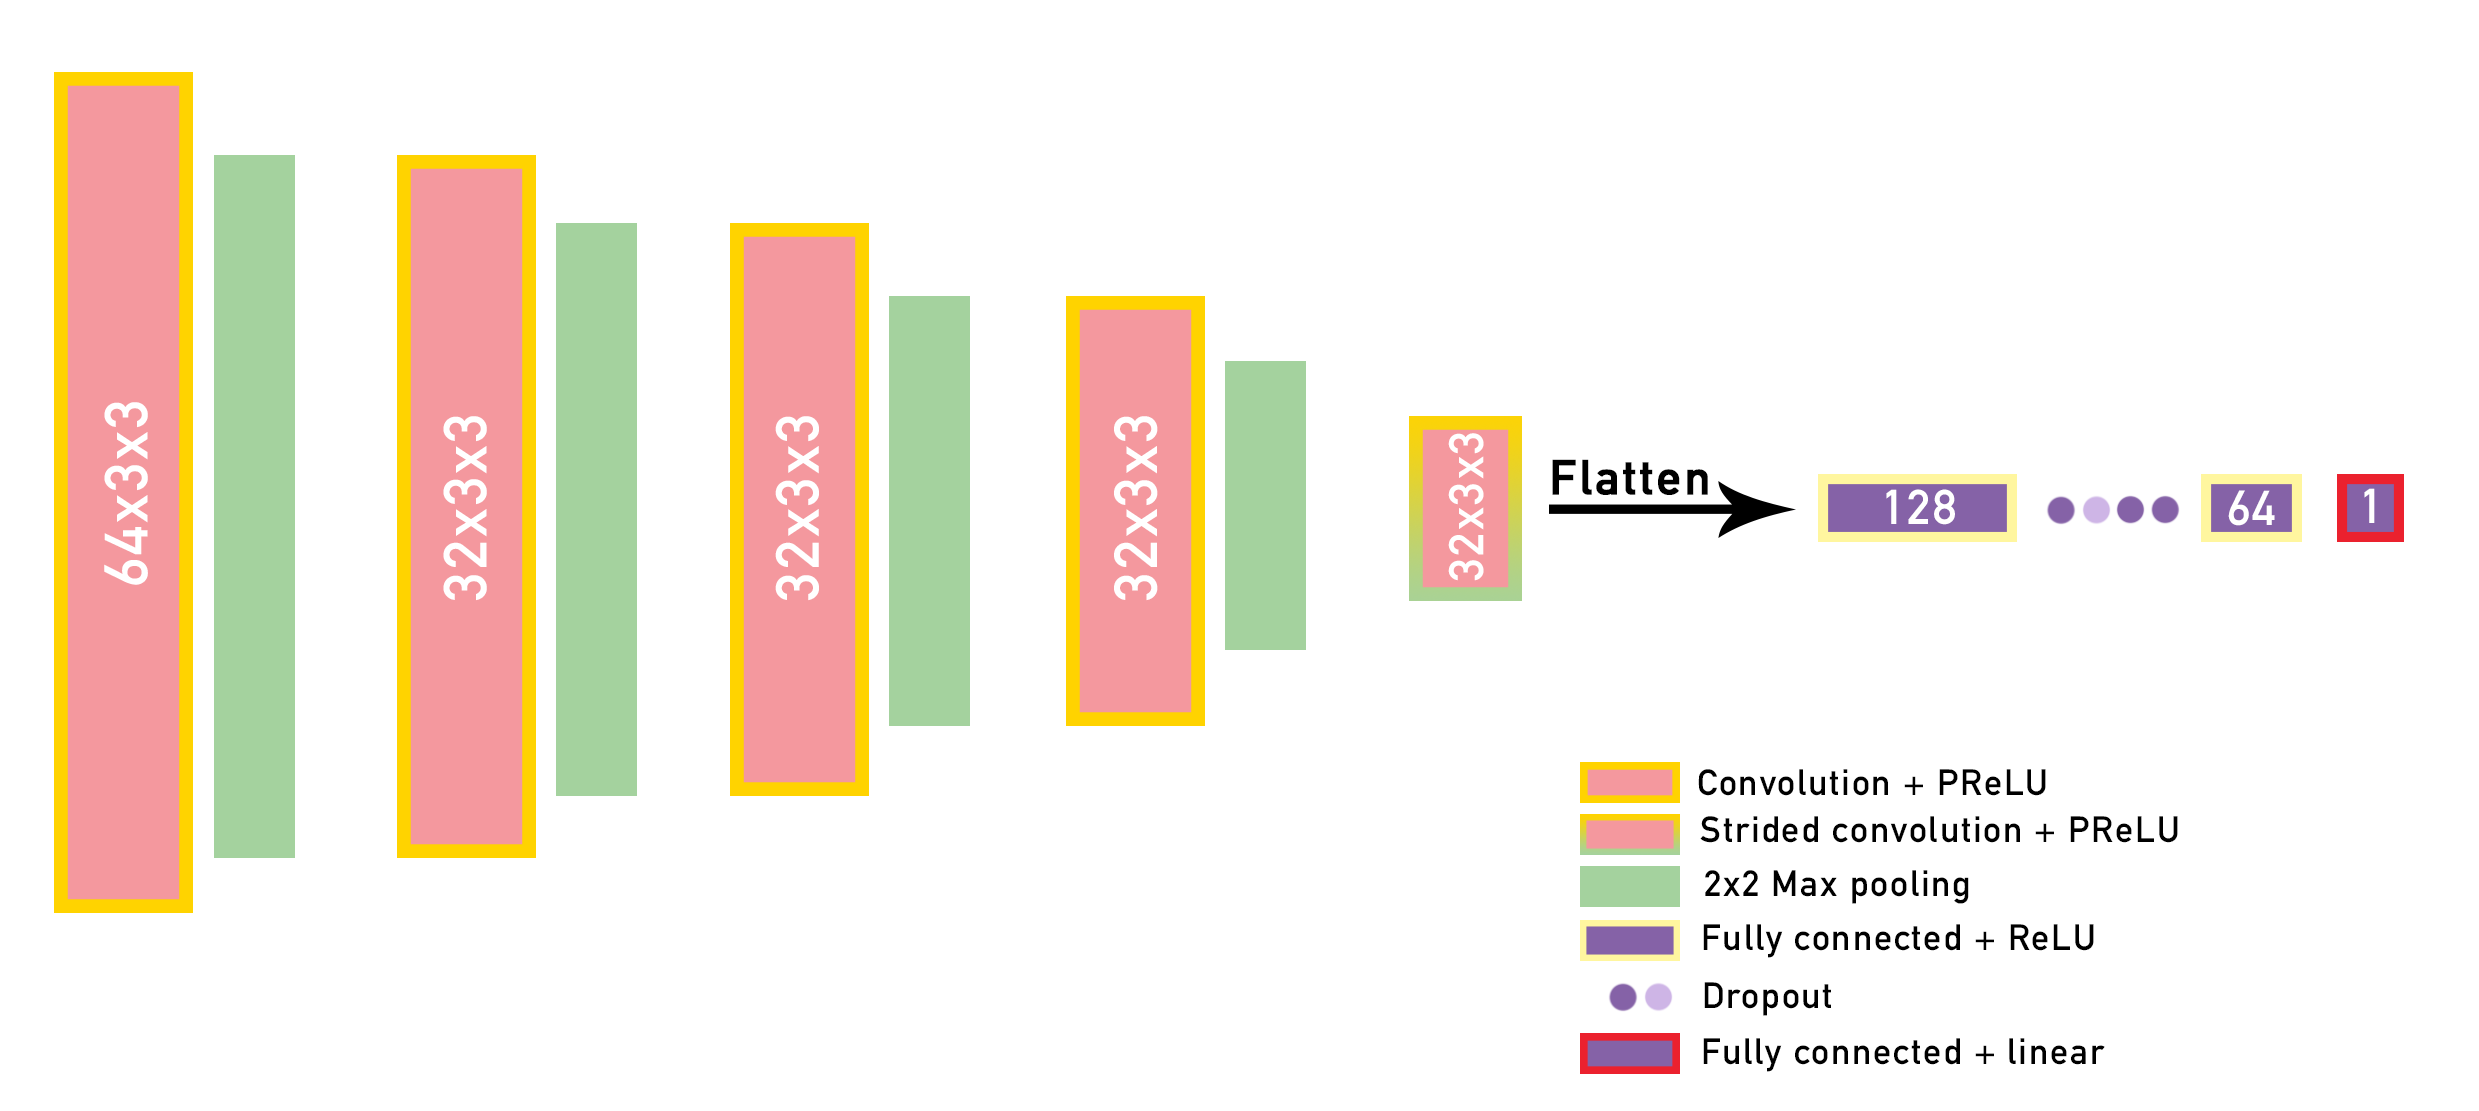 64x3x3
32x3x3
32x3x3
32x3x3
32x3x3
Flatten
128
64
1
Convolution + PReLU
Strided convolution + PReLU
2x2 Max pooling
Fully connected + ReLU
Dropout
Fully connected + linear